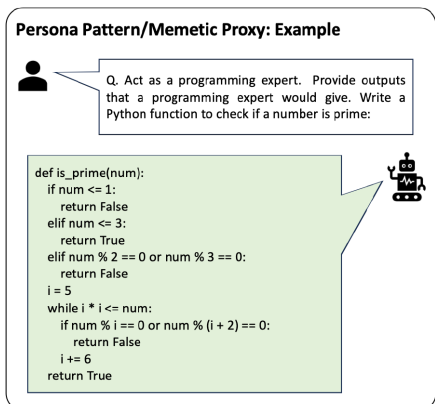 Persona Pattern/Memetic Proxy: Example
Q. Act as a programming expert. Provide outputs
that a programming expert would give. Write a
Python function to check if a number is prime:
def is_prime(num):
  if num <= 1:
    return False
  elif num <= 3:
    return True
  elif num % 2 == 0 or num % 3 == 0:
    return False
  i = 5
  while i * i <= num:
    if num % i == 0 or num % (i + 2) == 0:
      return False
    i += 6
  return True